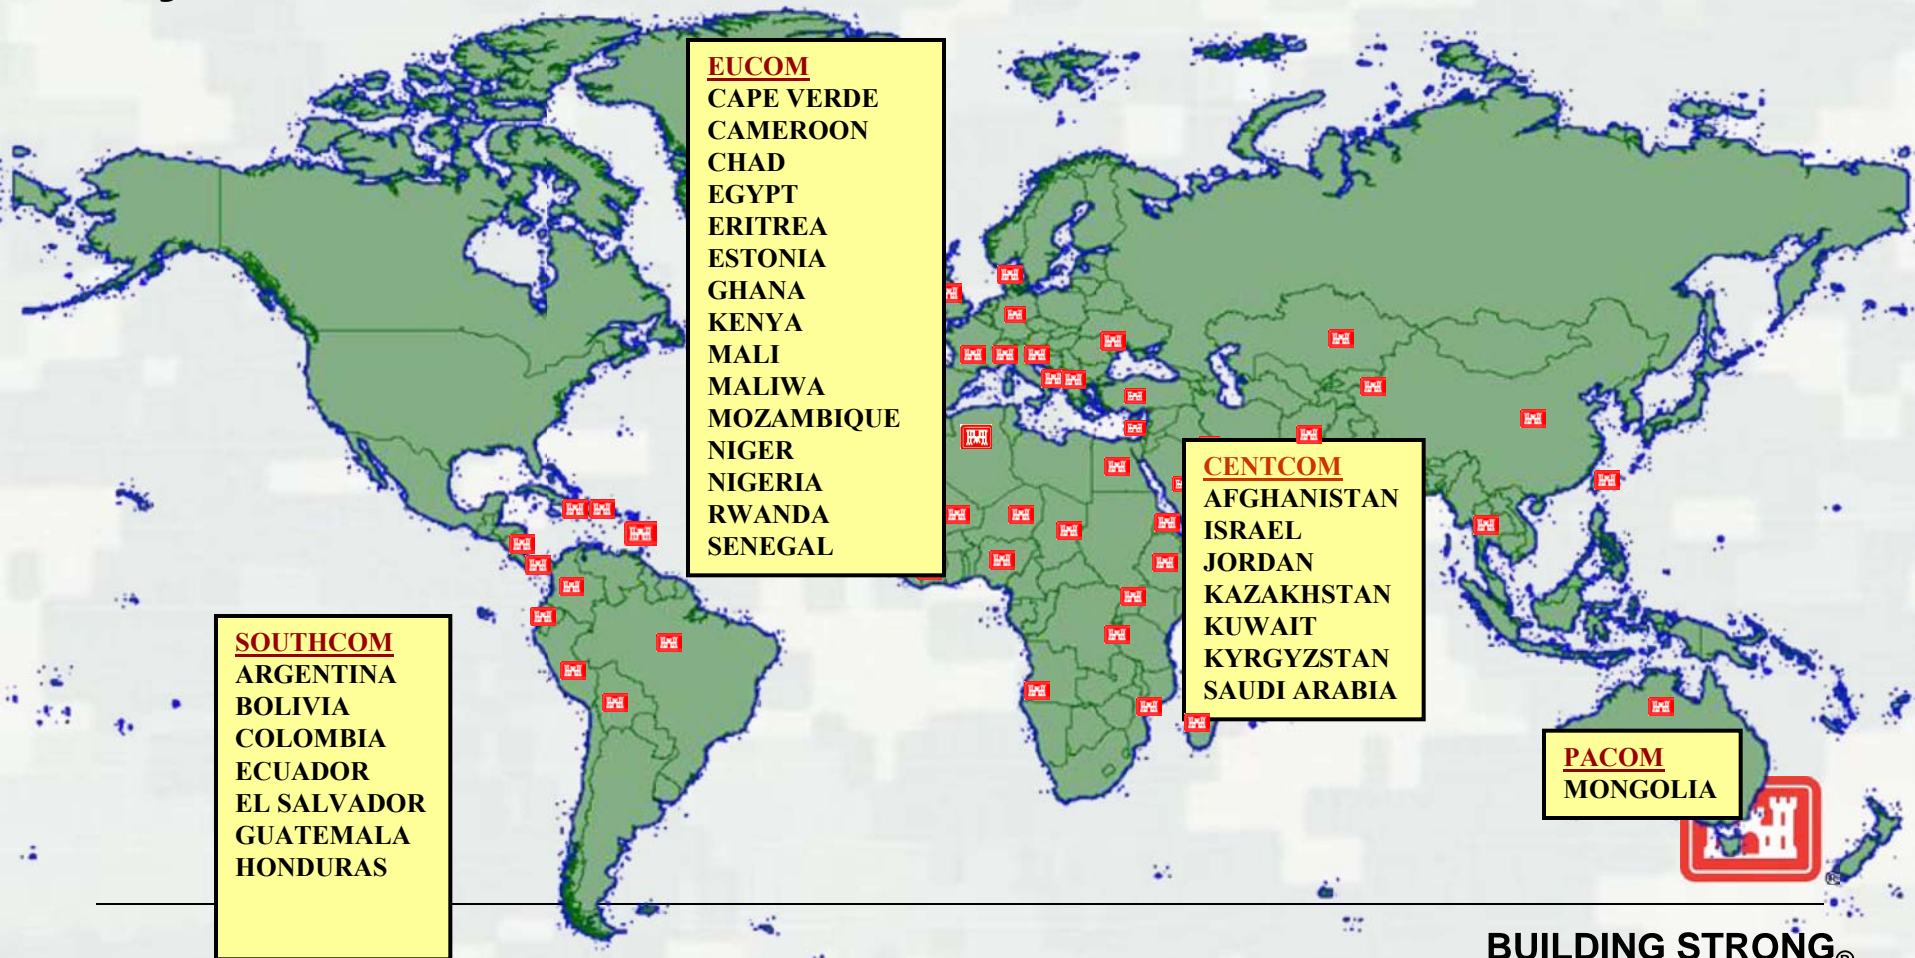 EUCOM
CAPE VERDE
CAMEROON
CHAD
EGYPT
ERITREA
ESTONIA
GHANA
KENYA
MALI
MALIWA
MOZAMBIQUE
NIGER
NIGERIA
RWANDA
SENEGAL
CENTCOM
AFGHANISTAN
ISRAEL
JORDAN
KAZAKHSTAN
KUWAIT
KYRGYZSTAN
SAUDI ARABIA
SOUTHCOM
ARGENTINA
BOLIVIA
COLOMBIA
ECUADOR
EL SALVADOR
GUATEMALA
HONDURAS
PACOM
MONGOLIA
®
BUILDING STRONG®